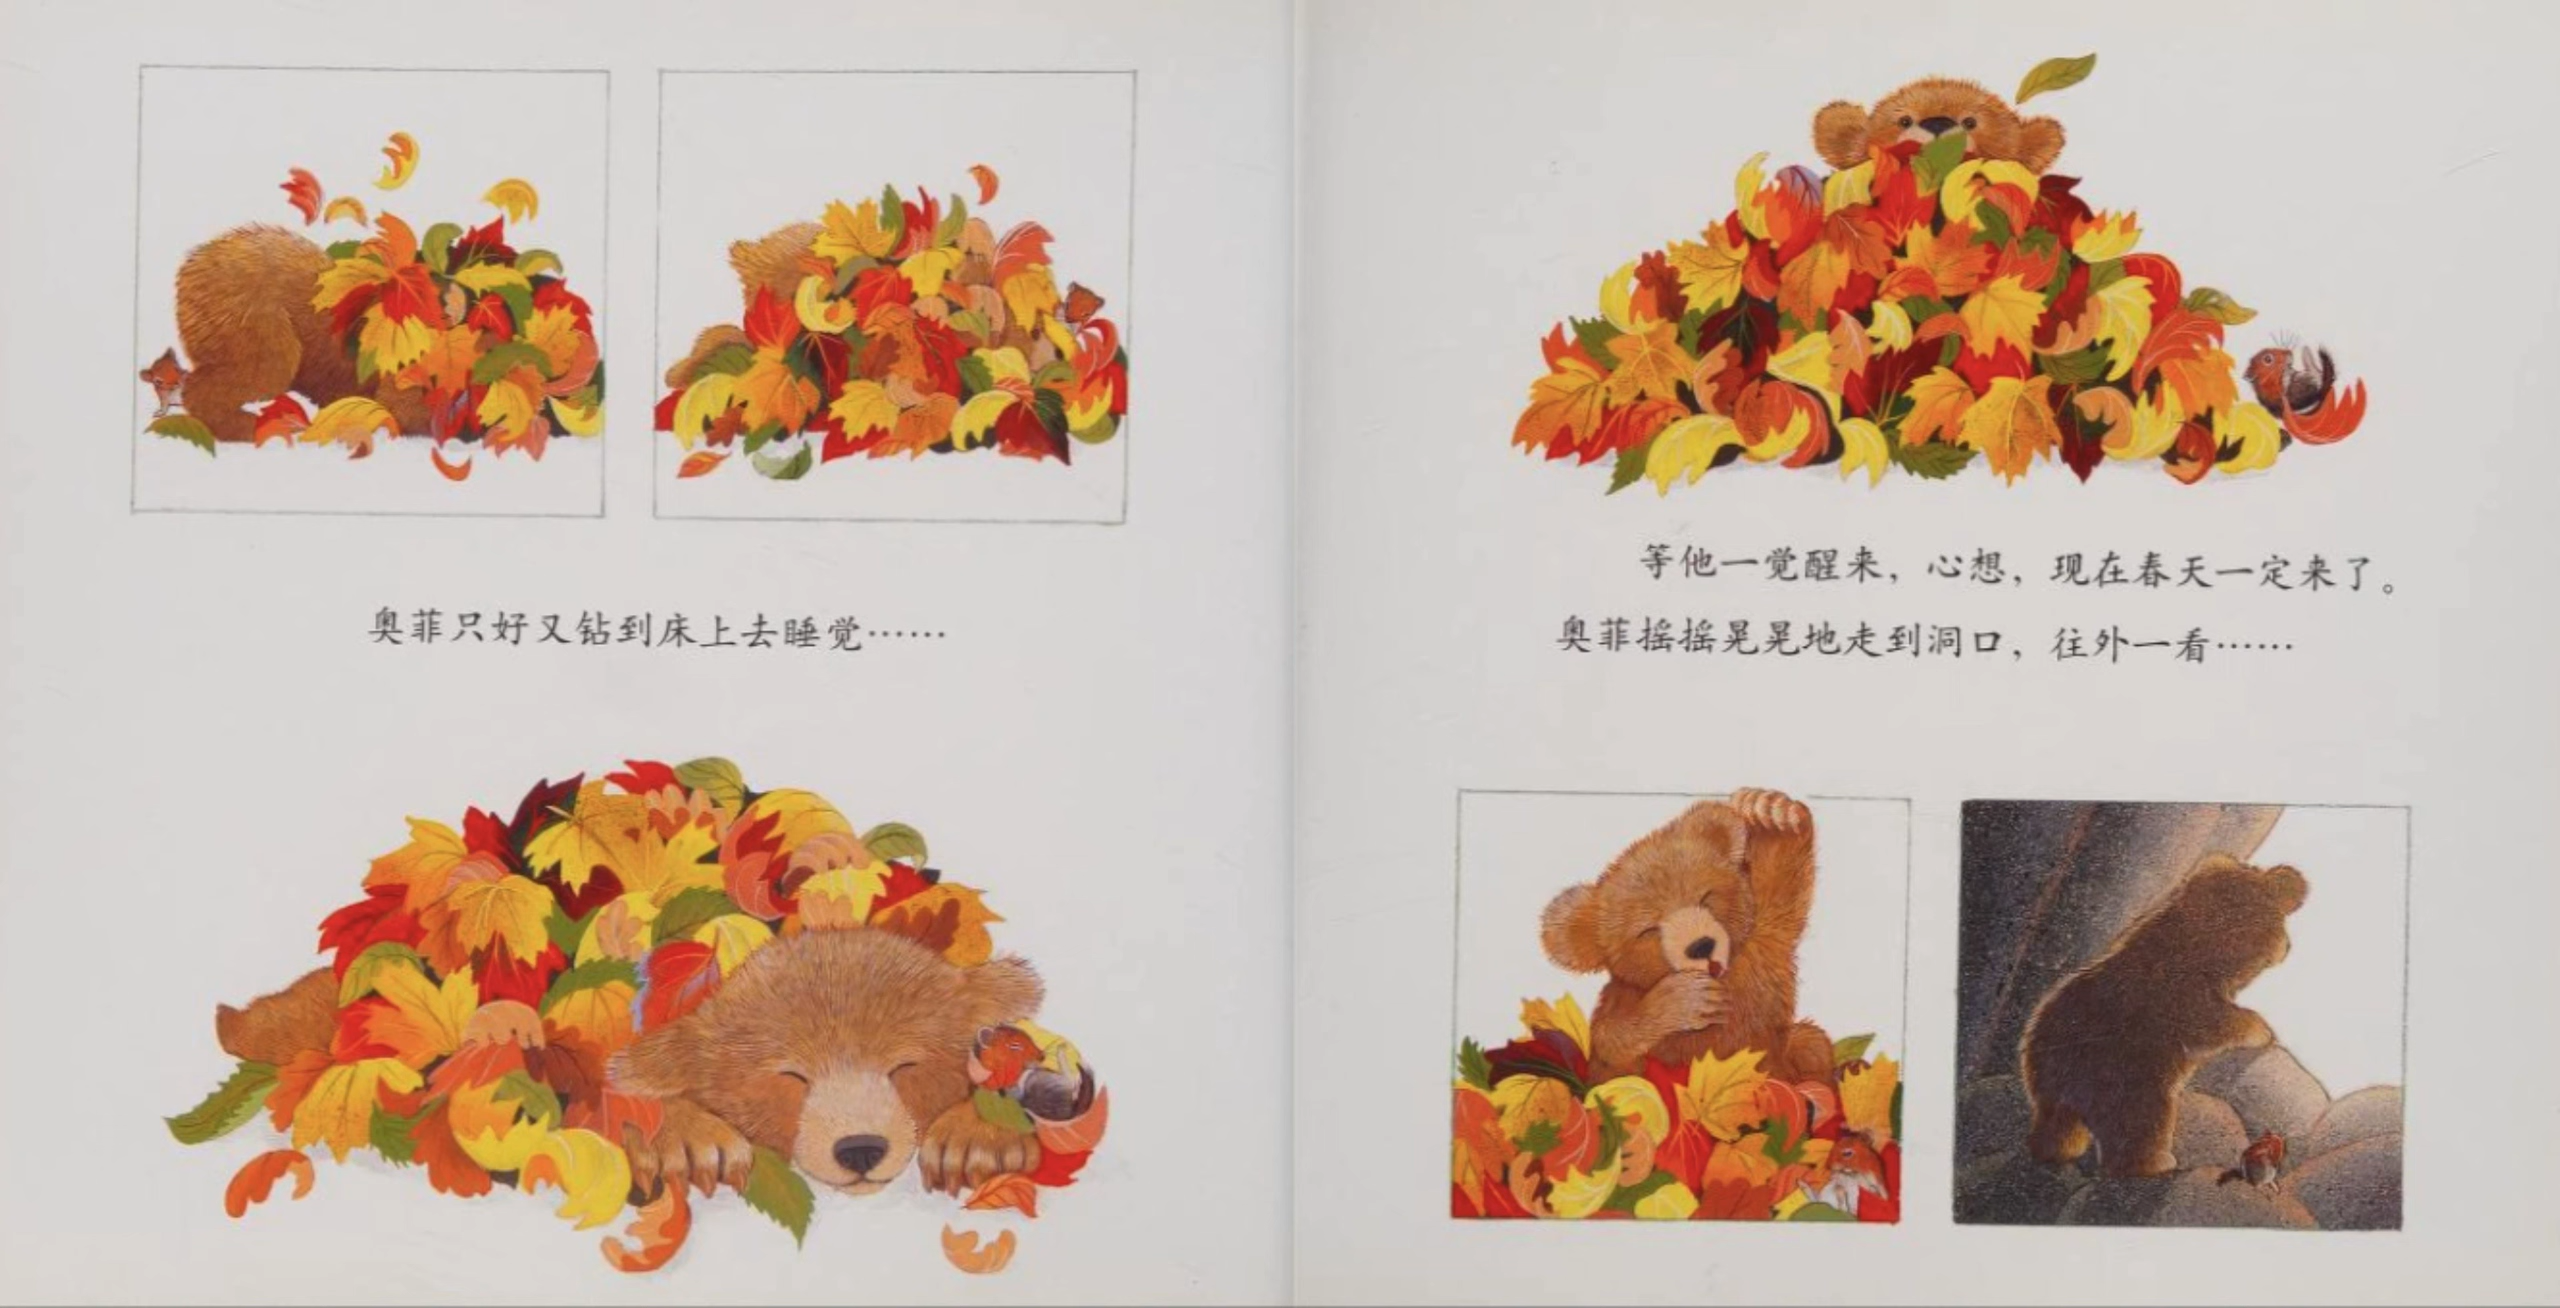 奥菲只好又钻到床上去睡觉……
等他一觉醒来，心想，现在春天一定来了。
奥菲摇摇晃晃地走到洞口，往外一看……